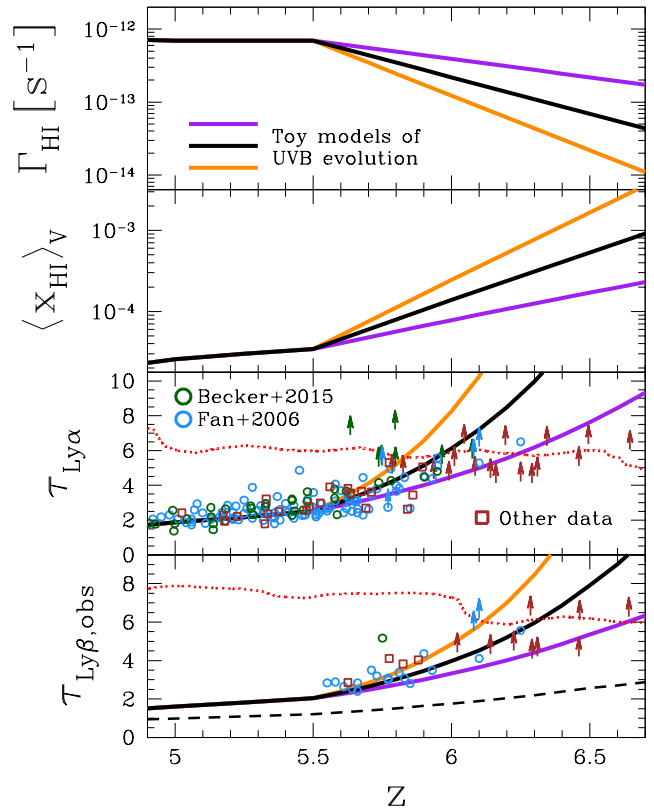 Γ_HI [s⁻¹]
10⁻¹²
10⁻¹³
10⁻¹⁴
Toy models of
UVB evolution
⟨x_HI⟩_V
10⁻³
10⁻⁴
τ_Lyα
10
8
6
4
2
0
Becker+2015
Fan+2006
Other data
τ_Lyβ,obs
8
6
4
2
0
5
5.5
6
6.5
z